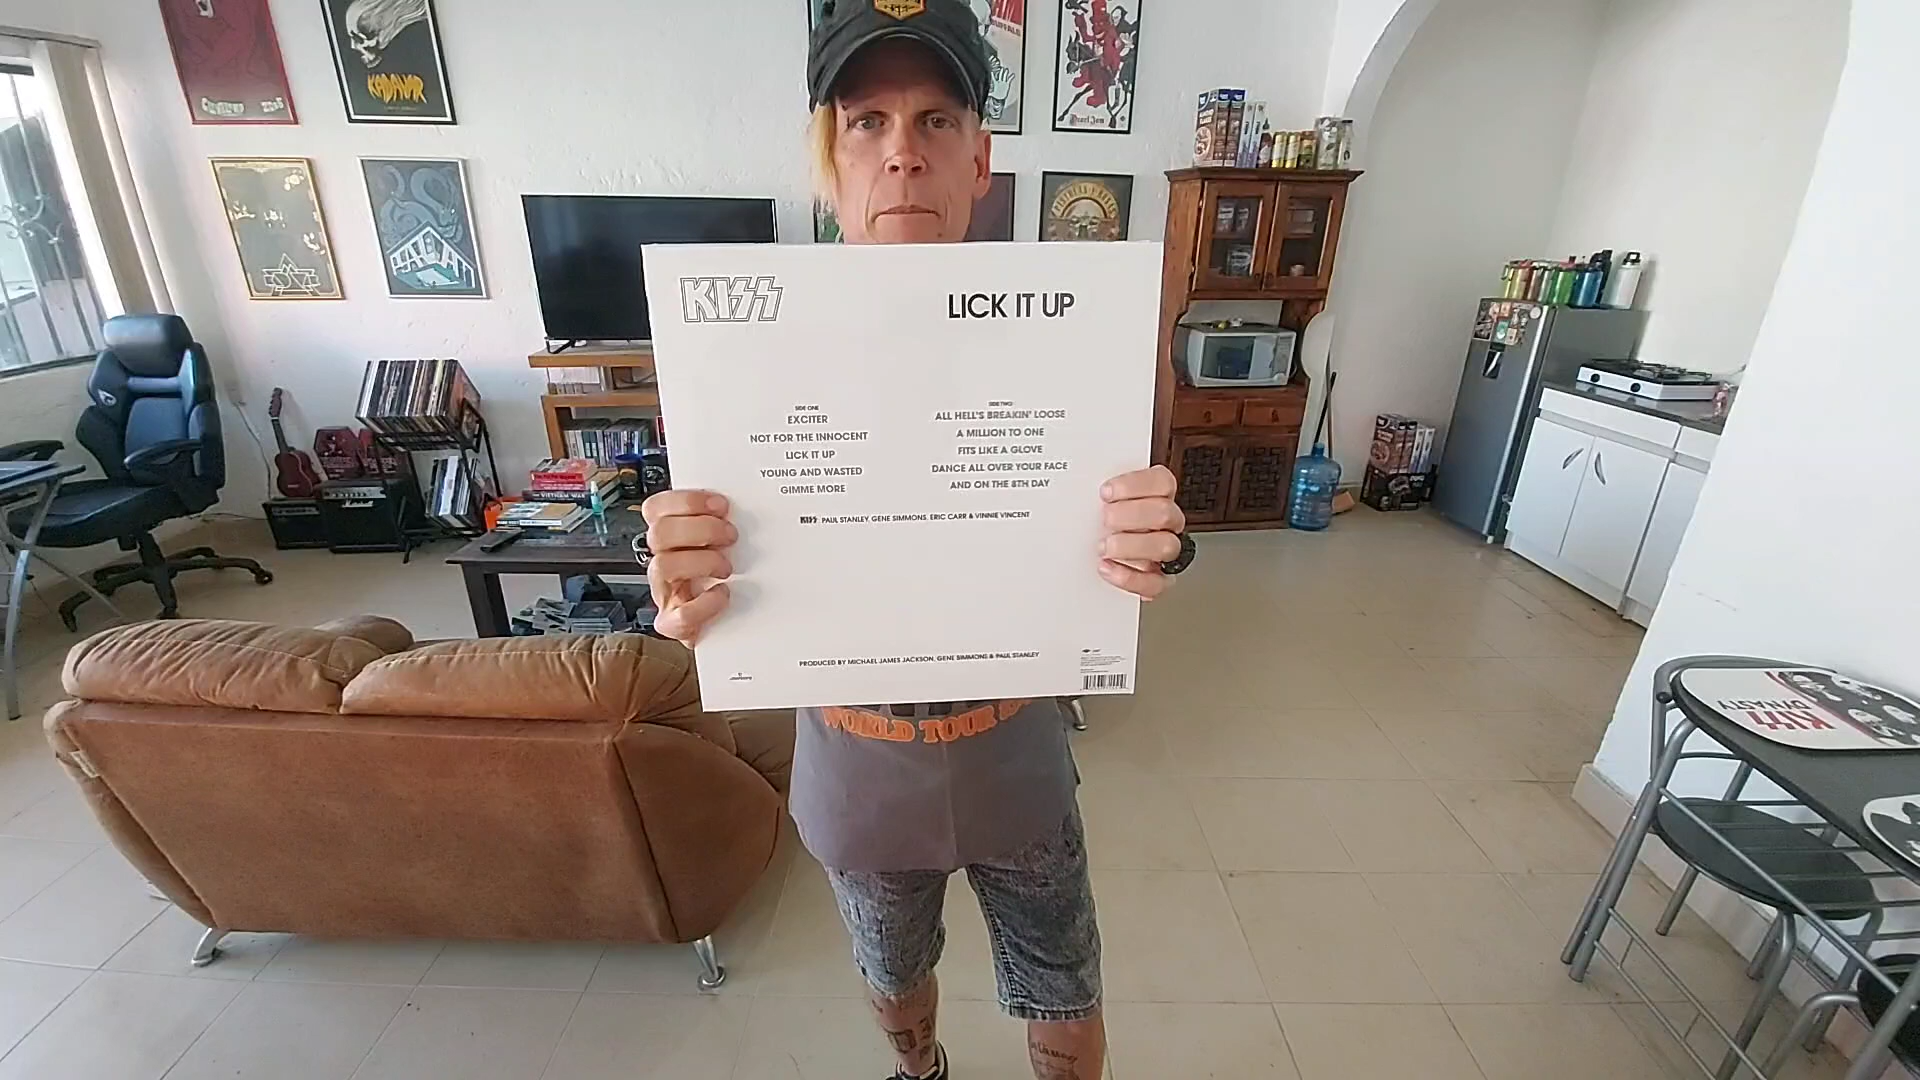 KADAVAR
Pearl Jam
KISS
LICK IT UP
SIDE ONE
EXCITER
NOT FOR THE INNOCENT
LICK IT UP
YOUNG AND WASTED
GIMME MORE
SIDE TWO
ALL HELL'S BREAKIN' LOOSE
A MILLION TO ONE
FITS LIKE A GLOVE
DANCE ALL OVER YOUR FACE
AND ON THE 8TH DAY
KISS: PAUL STANLEY, GENE SIMMONS, ERIC CARR & VINNIE VINCENT
PRODUCED BY MICHAEL JAMES JACKSON, GENE SIMMONS & PAUL STANLEY
WORLD TOUR
VIETNAM WAR
KISS
DYNASTY